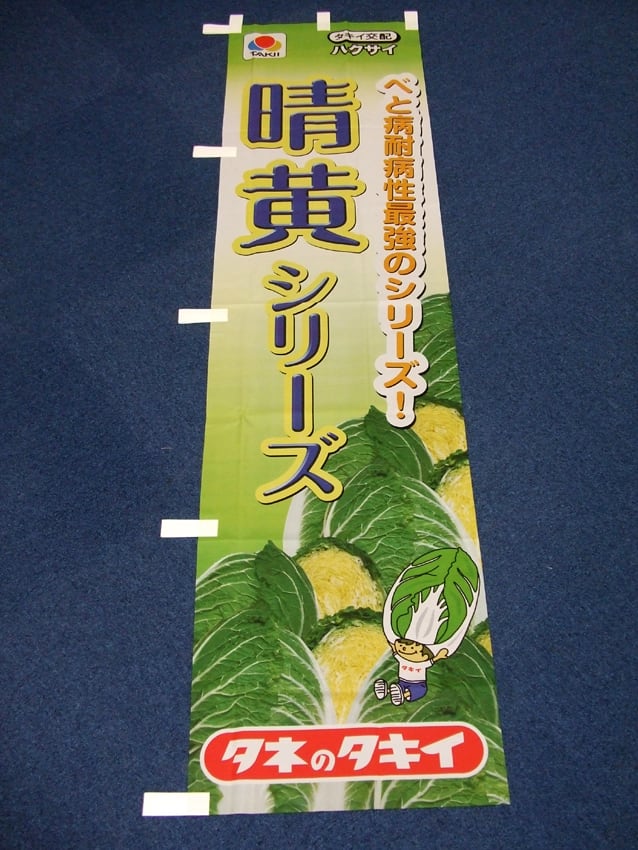 TAKII
タキイ交配
ハクサイ
べと病耐病性最強のシリーズ！
晴黄シリーズ
タキイ
タネのタキイ